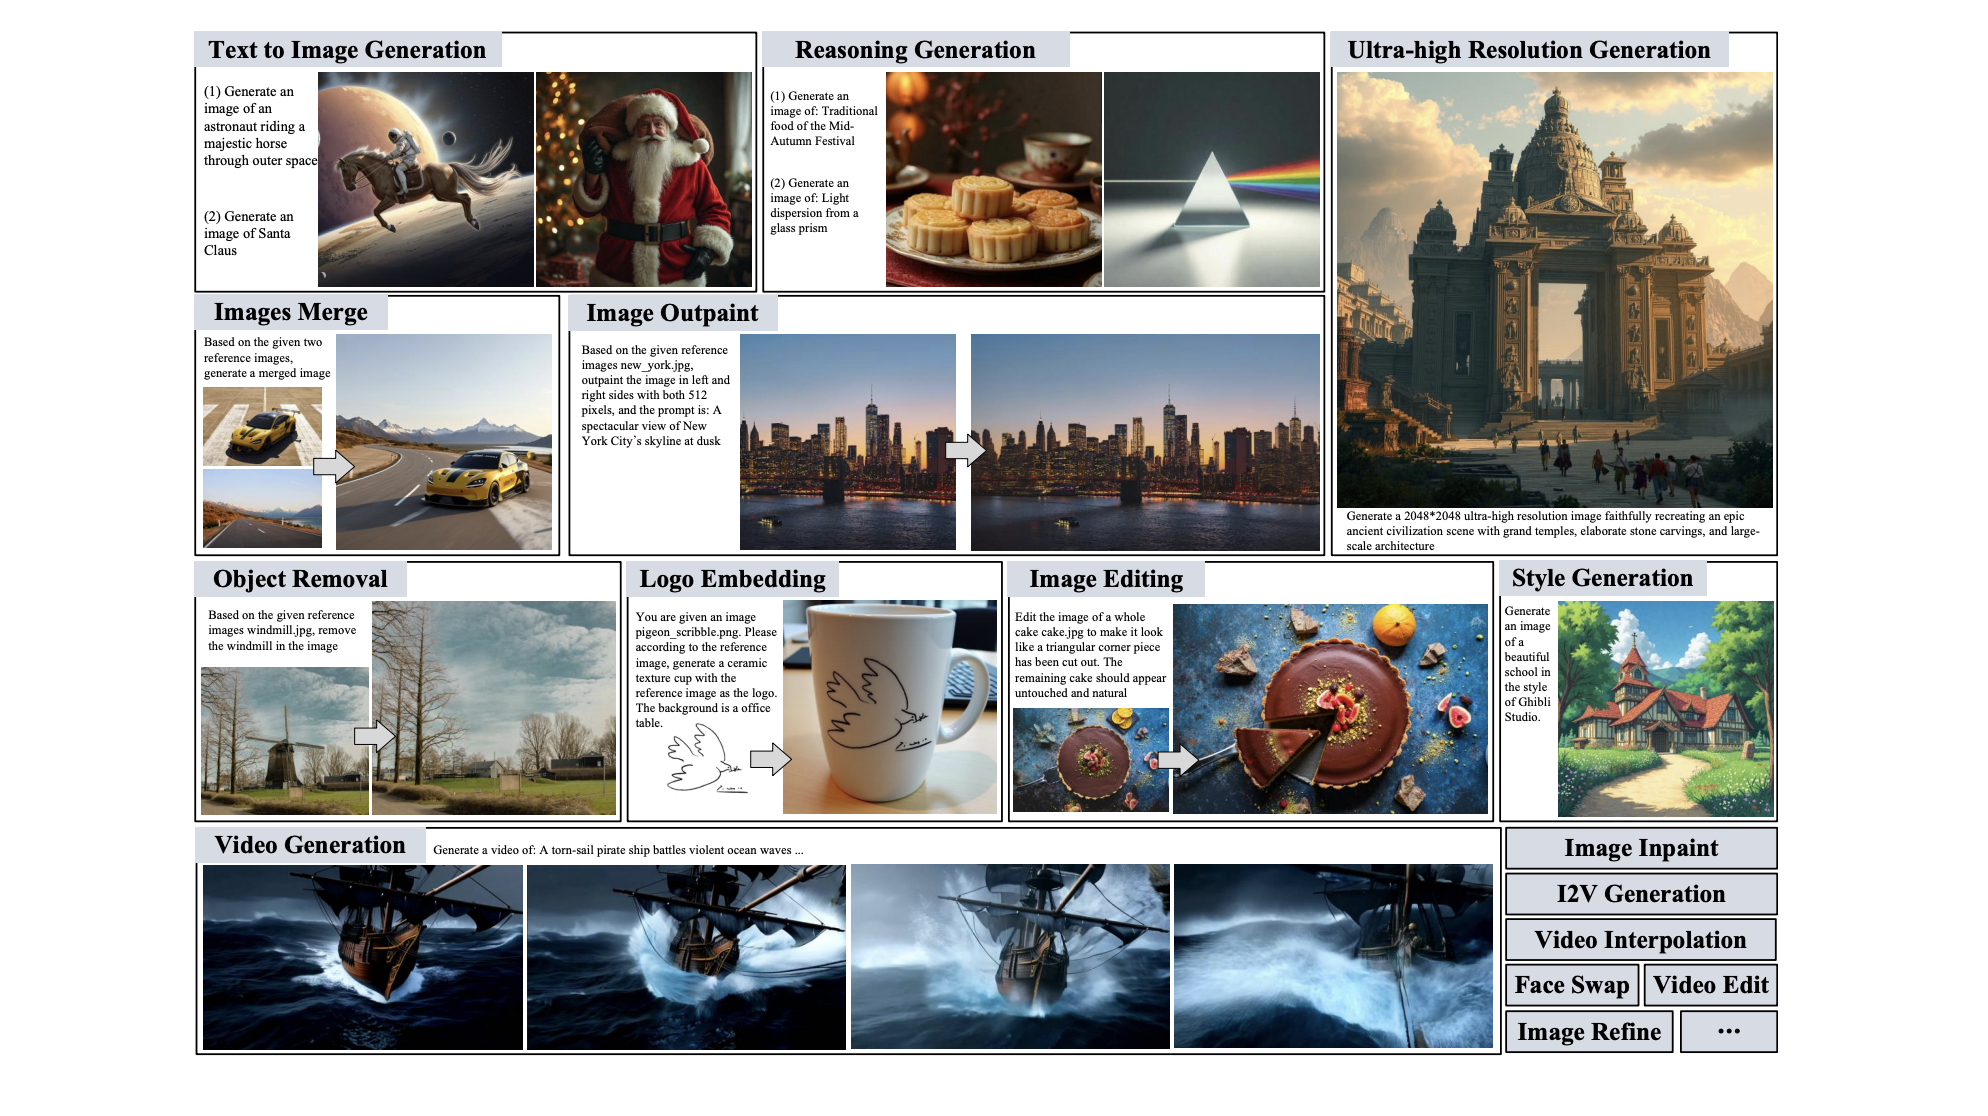 Text to Image Generation
(1) Generate an
image of an
astronaut riding a
majestic horse
through outer space
(2) Generate an
image of Santa
Claus
Reasoning Generation
(1) Generate an
image of: Traditional
food of the Mid-
Autumn Festival
(2) Generate an
image of: Light
dispersion from a
glass prism
Ultra-high Resolution Generation
Generate a 2048*2048 ultra-high resolution image faithfully recreating an epic
ancient civilization scene with grand temples, elaborate stone carvings, and large-
scale architecture
Images Merge
Based on the given two
reference images,
generate a merged image
Image Outpaint
Based on the given reference
images new_york.jpg,
outpaint the image in left and
right sides with both 512
pixels, and the prompt is: A
spectacular view of New
York City's skyline at dusk
Object Removal
Based on the given reference
images windmill.jpg, remove
the windmill in the image
Logo Embedding
You are given an image
pigeon_scribble.png. Please
according to the reference
image, generate a ceramic
texture cup with the
reference image as the logo.
The background is a office
table.
Image Editing
Edit the image of a whole
cake cake.jpg to make it look
like a triangular corner piece
has been cut out. The
remaining cake should appear
untouched and natural
Style Generation
Generate
an image
of a
beautiful
school in
the style
of Ghibli
Studio.
Video Generation
Generate a video of: A torn-sail pirate ship battles violent ocean waves ...
Image Inpaint
I2V Generation
Video Interpolation
Face Swap
Video Edit
Image Refine
...